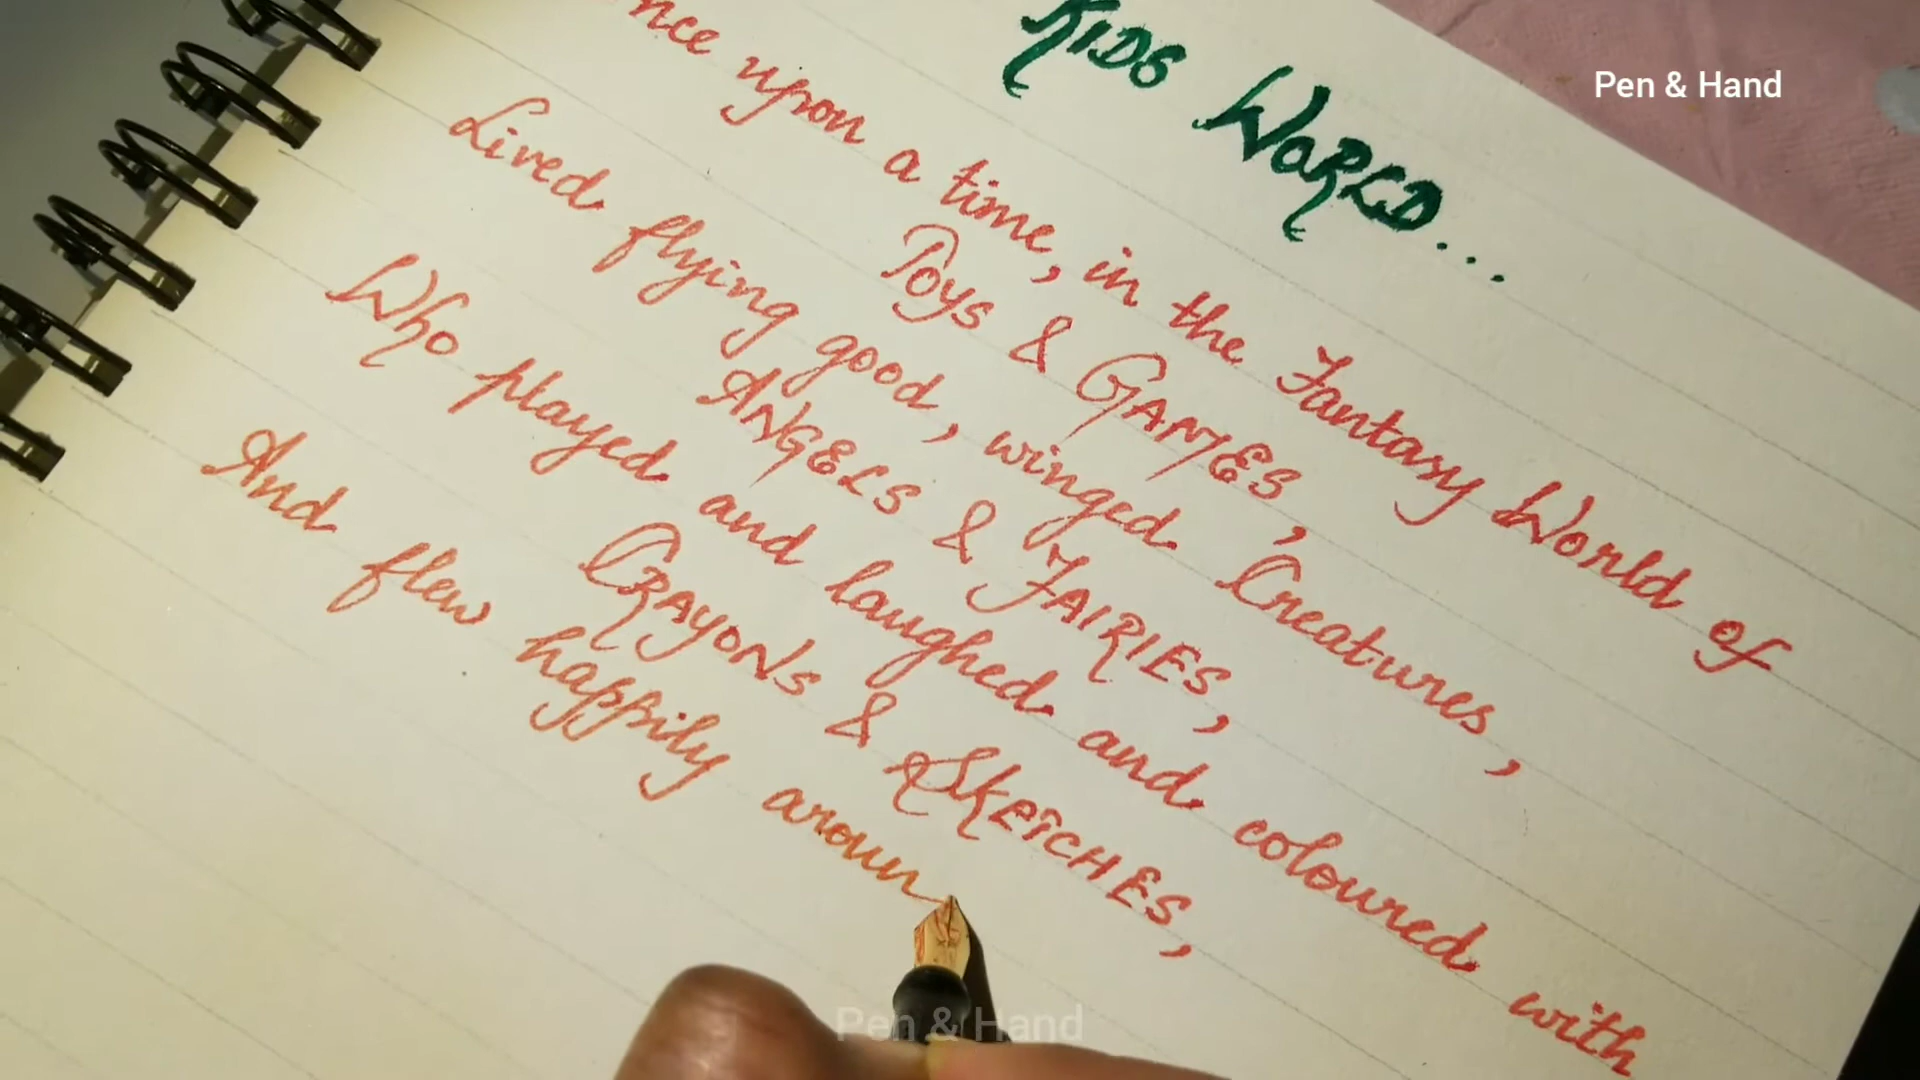 Pen & Hand
KIDS WORLD...
nce upon a time, in the Fantasy World of
Toys & GAMES,
Lived flying good, winged Creatures,
ANGELS & FAIRIES,
Who played and laughed and coloured with
CRAYONS & SKETCHES,
And flew happily aroun
Pen & Hand